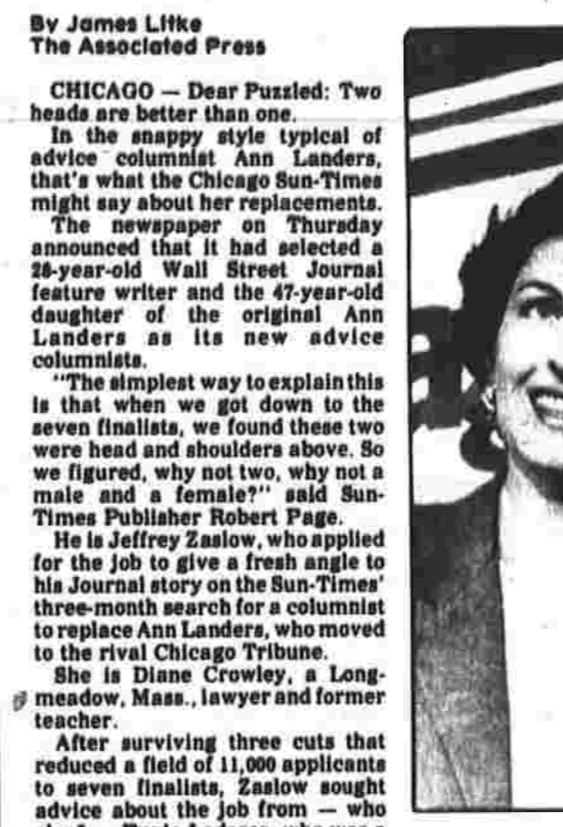 By James Litke
The Associated Press
CHICAGO — Dear Puzzled: Two
heads are better than one.
In the snappy style typical of
advice columnist Ann Landers,
that's what the Chicago Sun-Times
might say about her replacements.
The newspaper on Thursday
announced that it had selected a
28-year-old Wall Street Journal
feature writer and the 47-year-old
daughter of the original Ann
Landers as its new advice
columnists.
"The simplest way to explain this
is that when we got down to the
seven finalists, we found these two
were head and shoulders above. So
we figured, why not two, why not a
male and a female?" said Sun-
Times Publisher Robert Page.
He is Jeffrey Zaslow, who applied
for the job to give a fresh angle to
his Journal story on the Sun-Times'
three-month search for a columnist
to replace Ann Landers, who moved
to the rival Chicago Tribune.
She is Diane Crowley, a Long-
meadow, Mass., lawyer and former
teacher.
After surviving three cuts that
reduced a field of 11,000 applicants
to seven finalists, Zaslow sought
advice about the job from — who